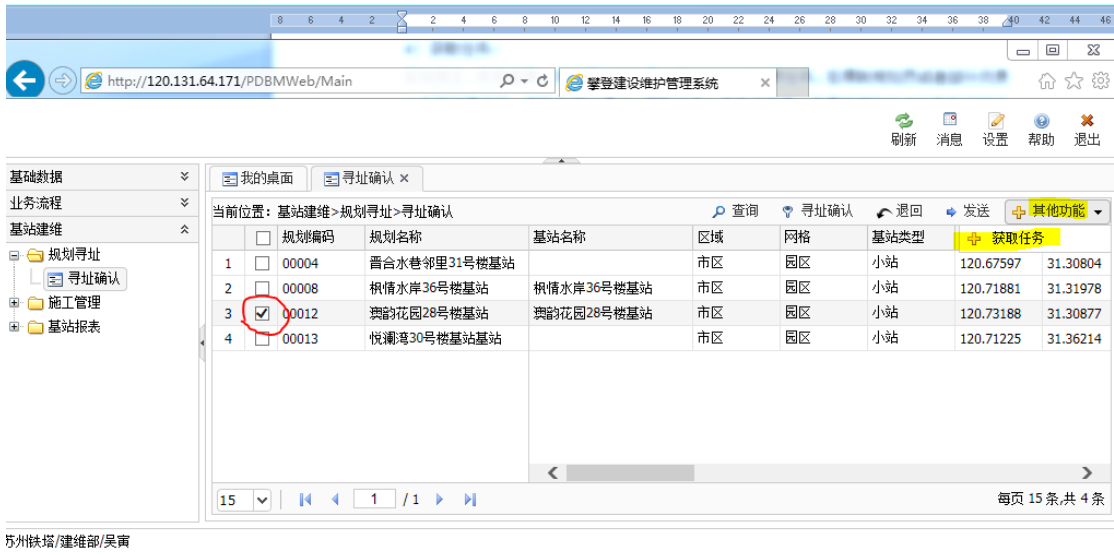 8 6 4 2 2 4 6 8 10 12 14 16 18 20 22 24 26 28 30 32 34 36 38 40 42 44 46
http://120.131.64.171/PDBMWeb/Main 攀登建设维护管理系统
刷新 消息 设置 帮助 退出
基础数据 我的桌面 寻址确认
业务流程 当前位置：基站建维>规划寻址>寻址确认 查询 寻址确认 退回 发送 其他功能
基站建维 规划编码 规划名称 基站名称 区域 网格 基站类型 获取任务
规划寻址 1 00004 晋合水巷邻里31号楼基站 市区 园区 小站 120.67597 31.30804
寻址确认 2 00008 枫情水岸36号楼基站 枫情水岸36号楼基站 市区 园区 小站 120.71881 31.31978
施工管理 3 00012 澳韵花园28号楼基站 澳韵花园28号楼基站 市区 园区 小站 120.73188 31.30877
基站报表 4 00013 悦澜湾30号楼基站基站 市区 园区 小站 120.71225 31.36214
15 1 /1 每页 15 条,共 4 条
苏州铁塔/建维部/吴寅